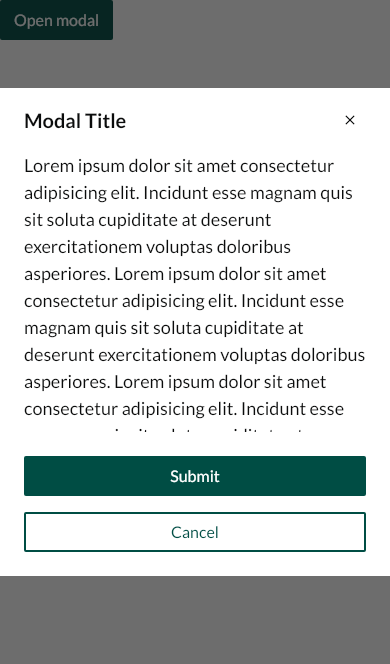 Open modal
Modal Title
Lorem ipsum dolor sit amet consectetur
adipisicing elit. Incidunt esse magnam quis
sit soluta cupiditate at deserunt
exercitationem voluptas doloribus
asperiores. Lorem ipsum dolor sit amet
consectetur adipisicing elit. Incidunt esse
magnam quis sit soluta cupiditate at
deserunt exercitationem voluptas doloribus
asperiores. Lorem ipsum dolor sit amet
consectetur adipisicing elit. Incidunt esse
Submit
Cancel